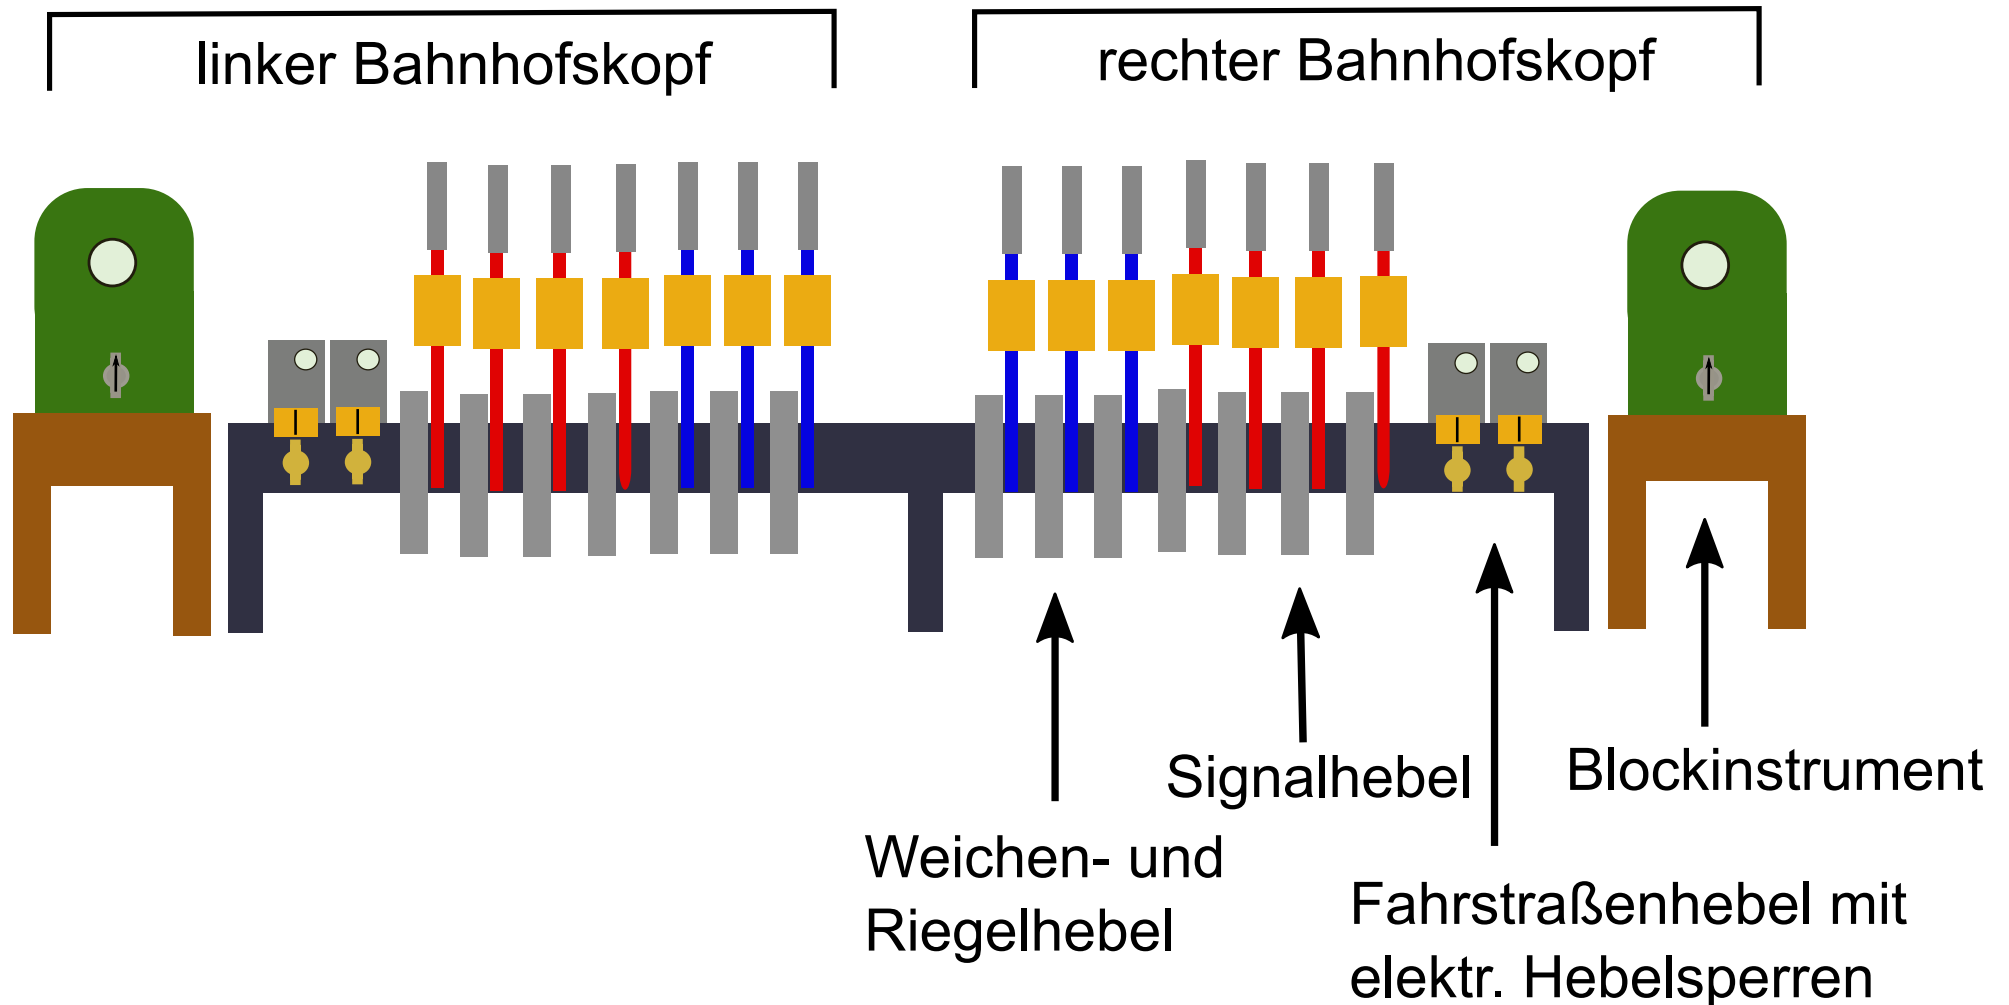 linker Bahnhofskopf
rechter Bahnhofskopf
Signalhebel
Blockinstrument
Weichen- und
Riegelhebel
Fahrstraßenhebel mit
elektr. Hebelsperren